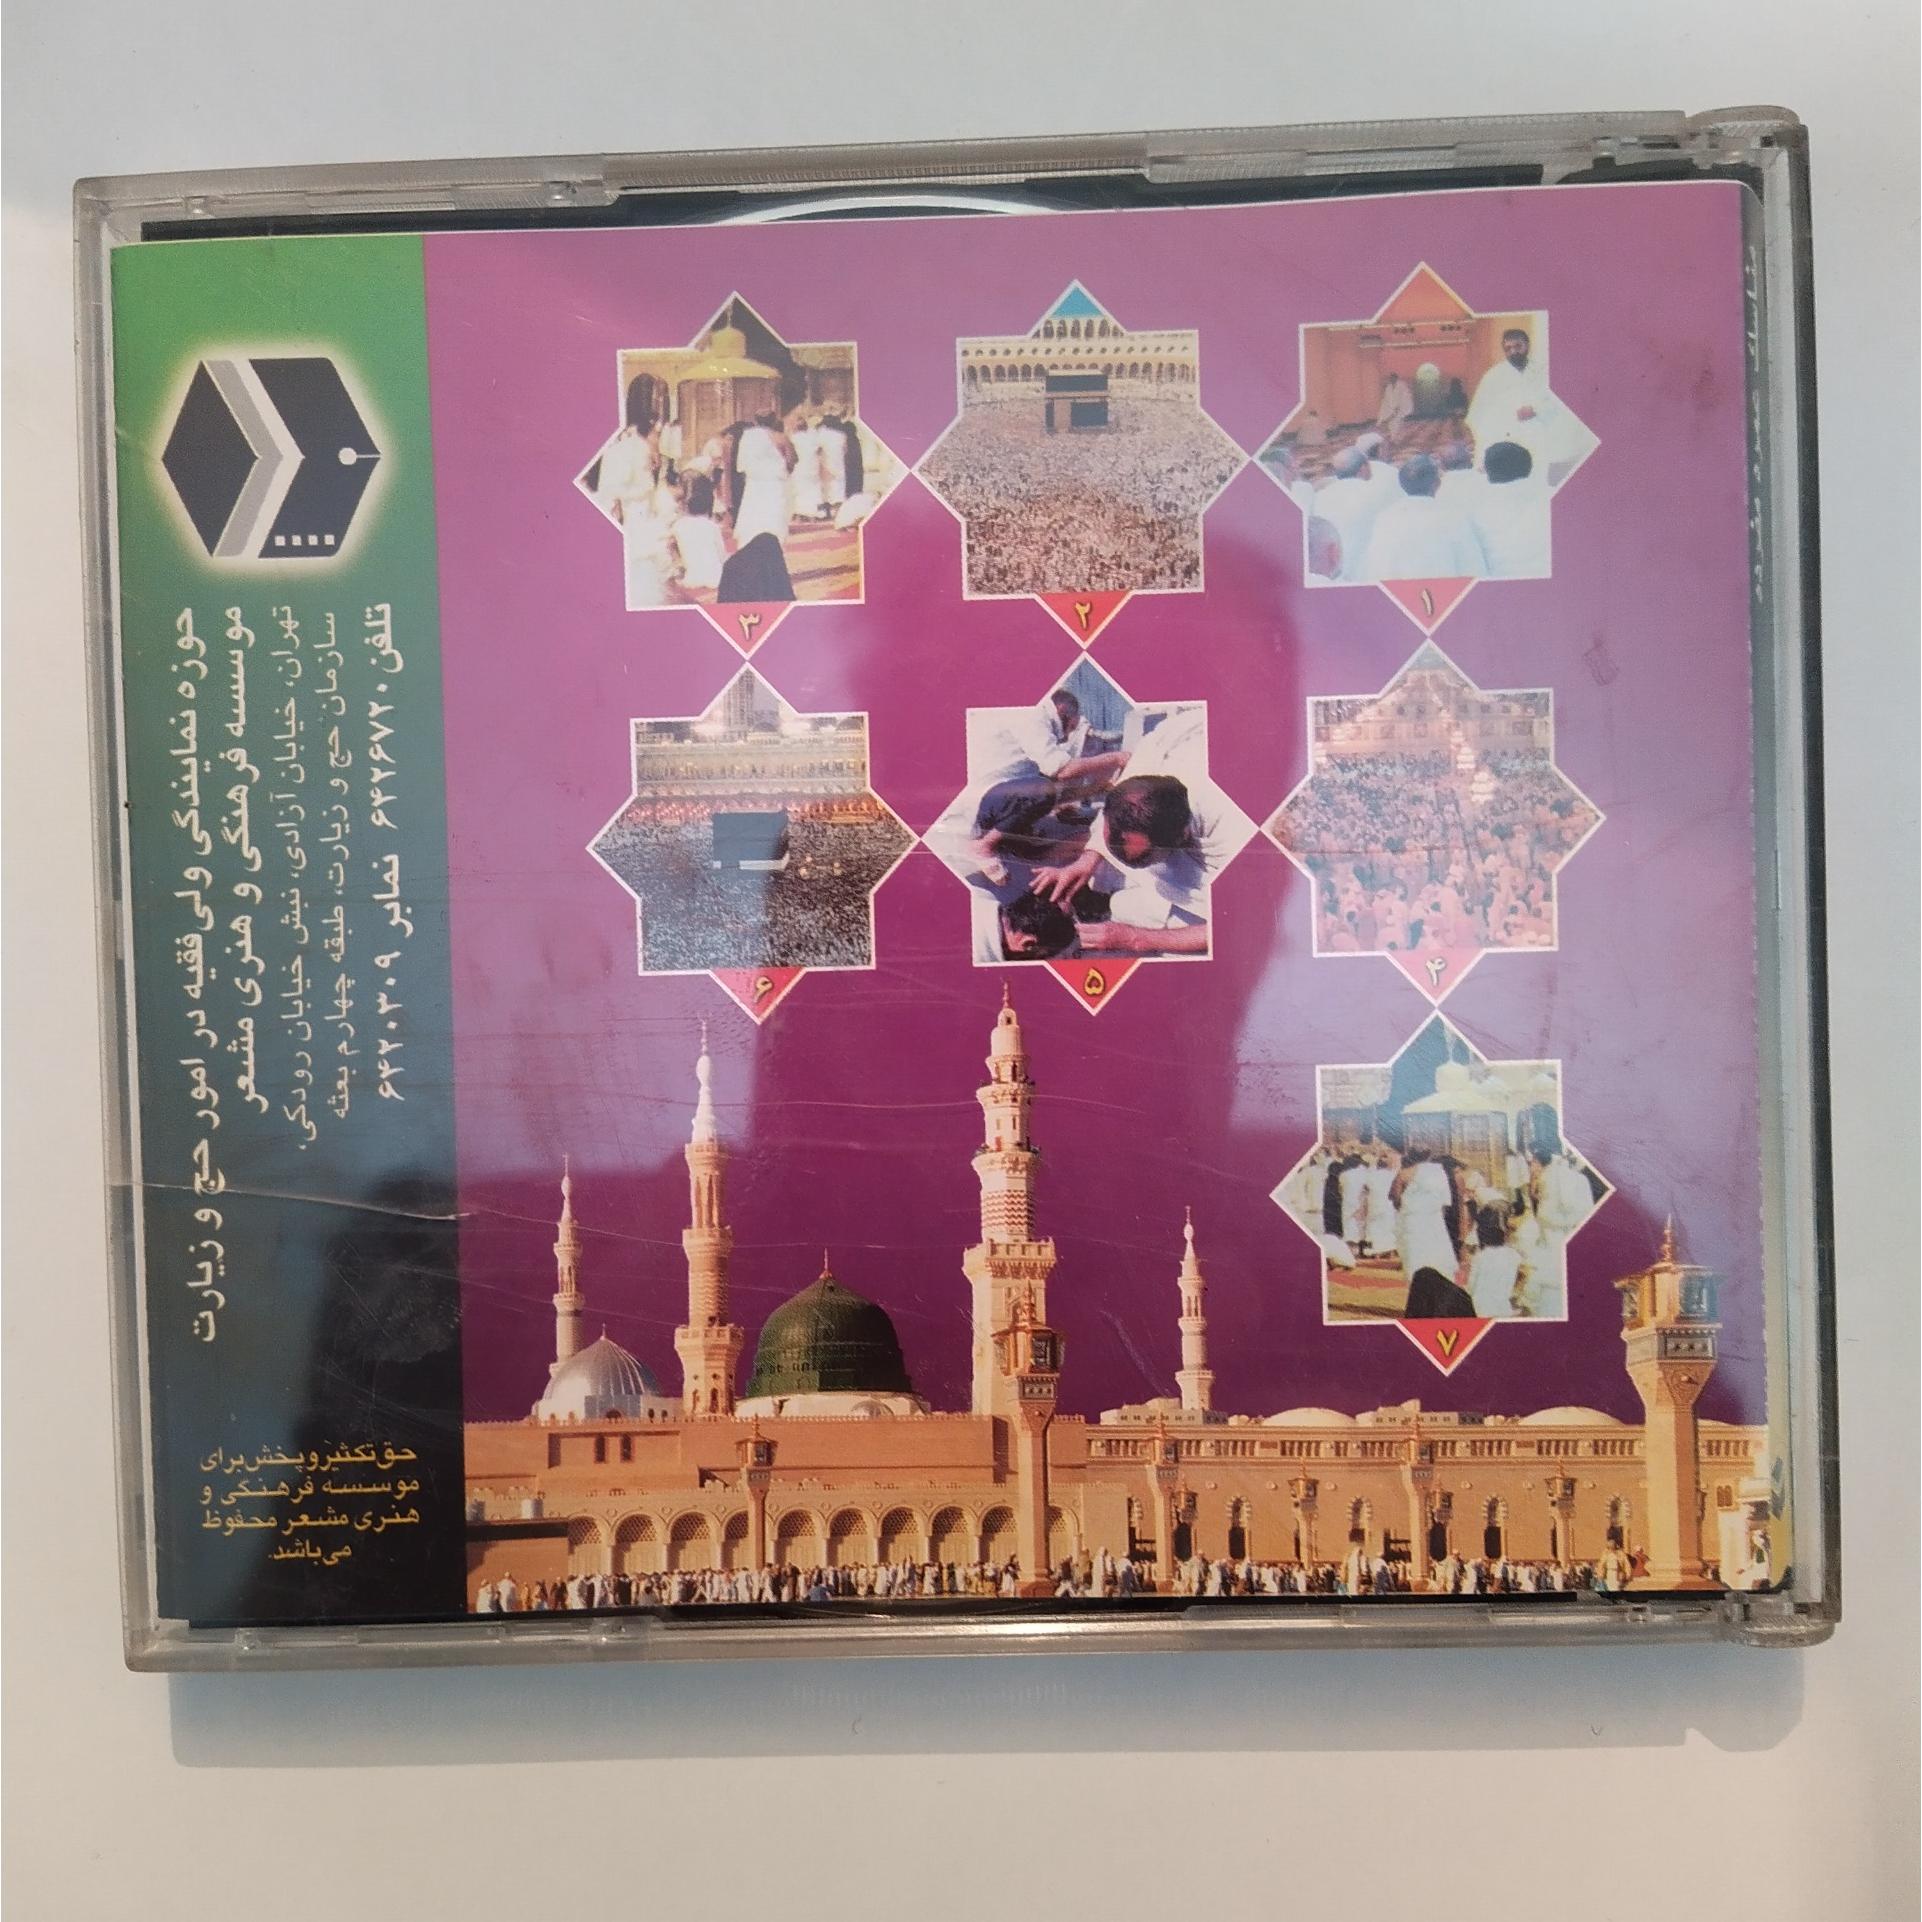 حوزه نمایندگی ولی فقیه در امور حج و زیارت
موسسه فرهنگی و هنری مشعر
تهران، خیابان آزادی، نبش خیابان رودکی،
سازمان حج و زیارت، طبقه چهارم بعثه
تلفن ۶۴۲۶۷۲۰ نمابر ۶۴۲۰۳۰۹
حق تکثیر و پخش برای
موسسه فرهنگی و
هنری مشعر محفوظ
می‌باشد.
۱
۲
۳
۴
۵
۶
۷